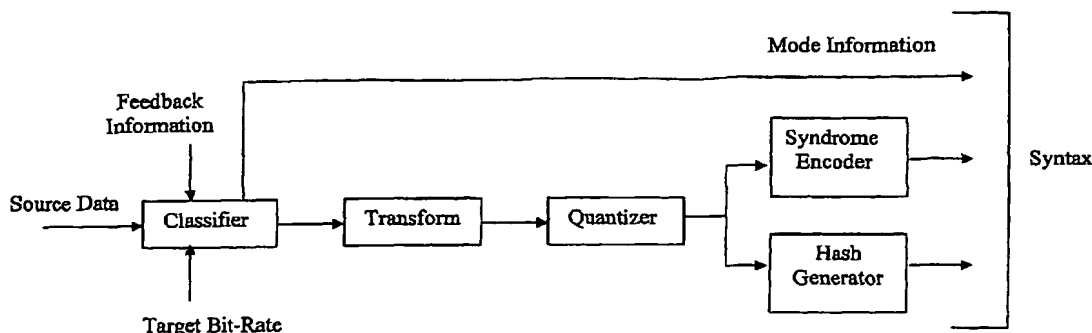 Mode Information
Feedback
Information
Syndrome
Encoder
Syntax
Source Data
Classifier
Transform
Quantizer
Hash
Generator
Target Bit-Rate